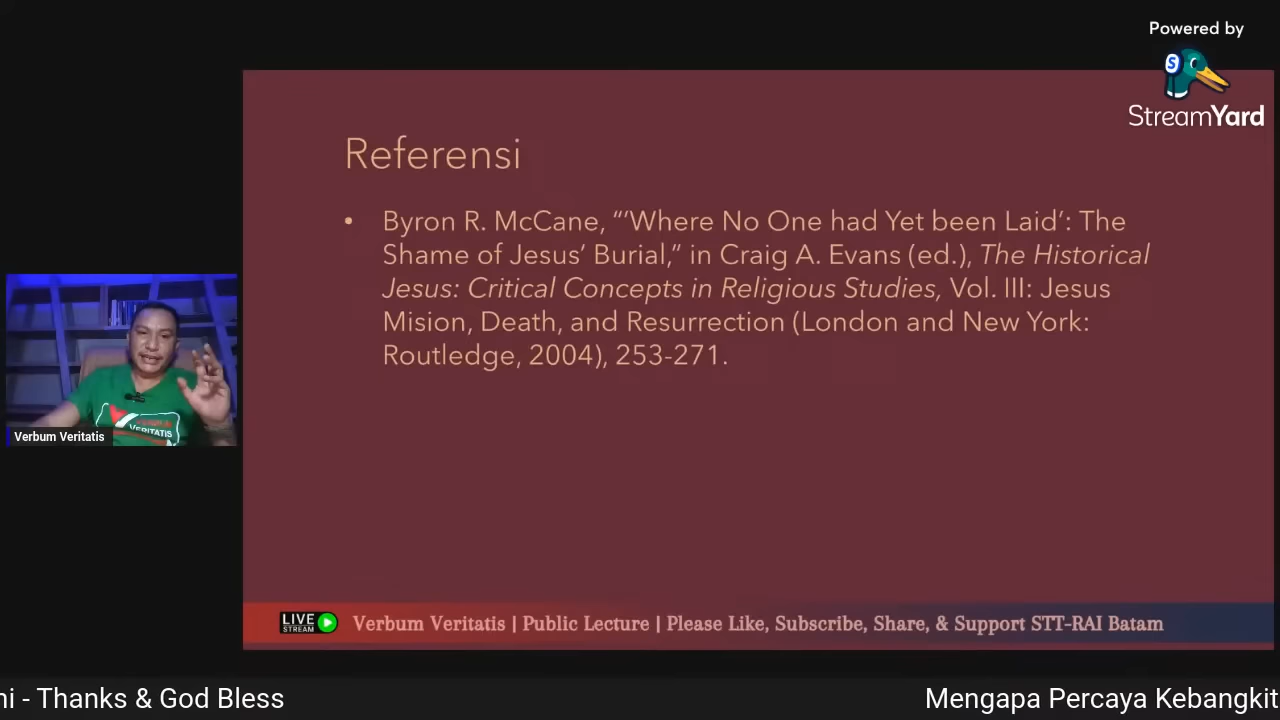 Powered by
StreamYard
Referensi
• Byron R. McCane, “‘Where No One had Yet been Laid’: The
Shame of Jesus’ Burial,” in Craig A. Evans (ed.), The Historical
Jesus: Critical Concepts in Religious Studies, Vol. III: Jesus
Mision, Death, and Resurrection (London and New York:
Routledge, 2004), 253-271.
VERITATIS
Verbum Veritatis
LIVE
STREAM
Verbum Veritatis | Public Lecture | Please Like, Subscribe, Share, & Support STT-RAI Batam
ni - Thanks & God Bless
Mengapa Percaya Kebangkit